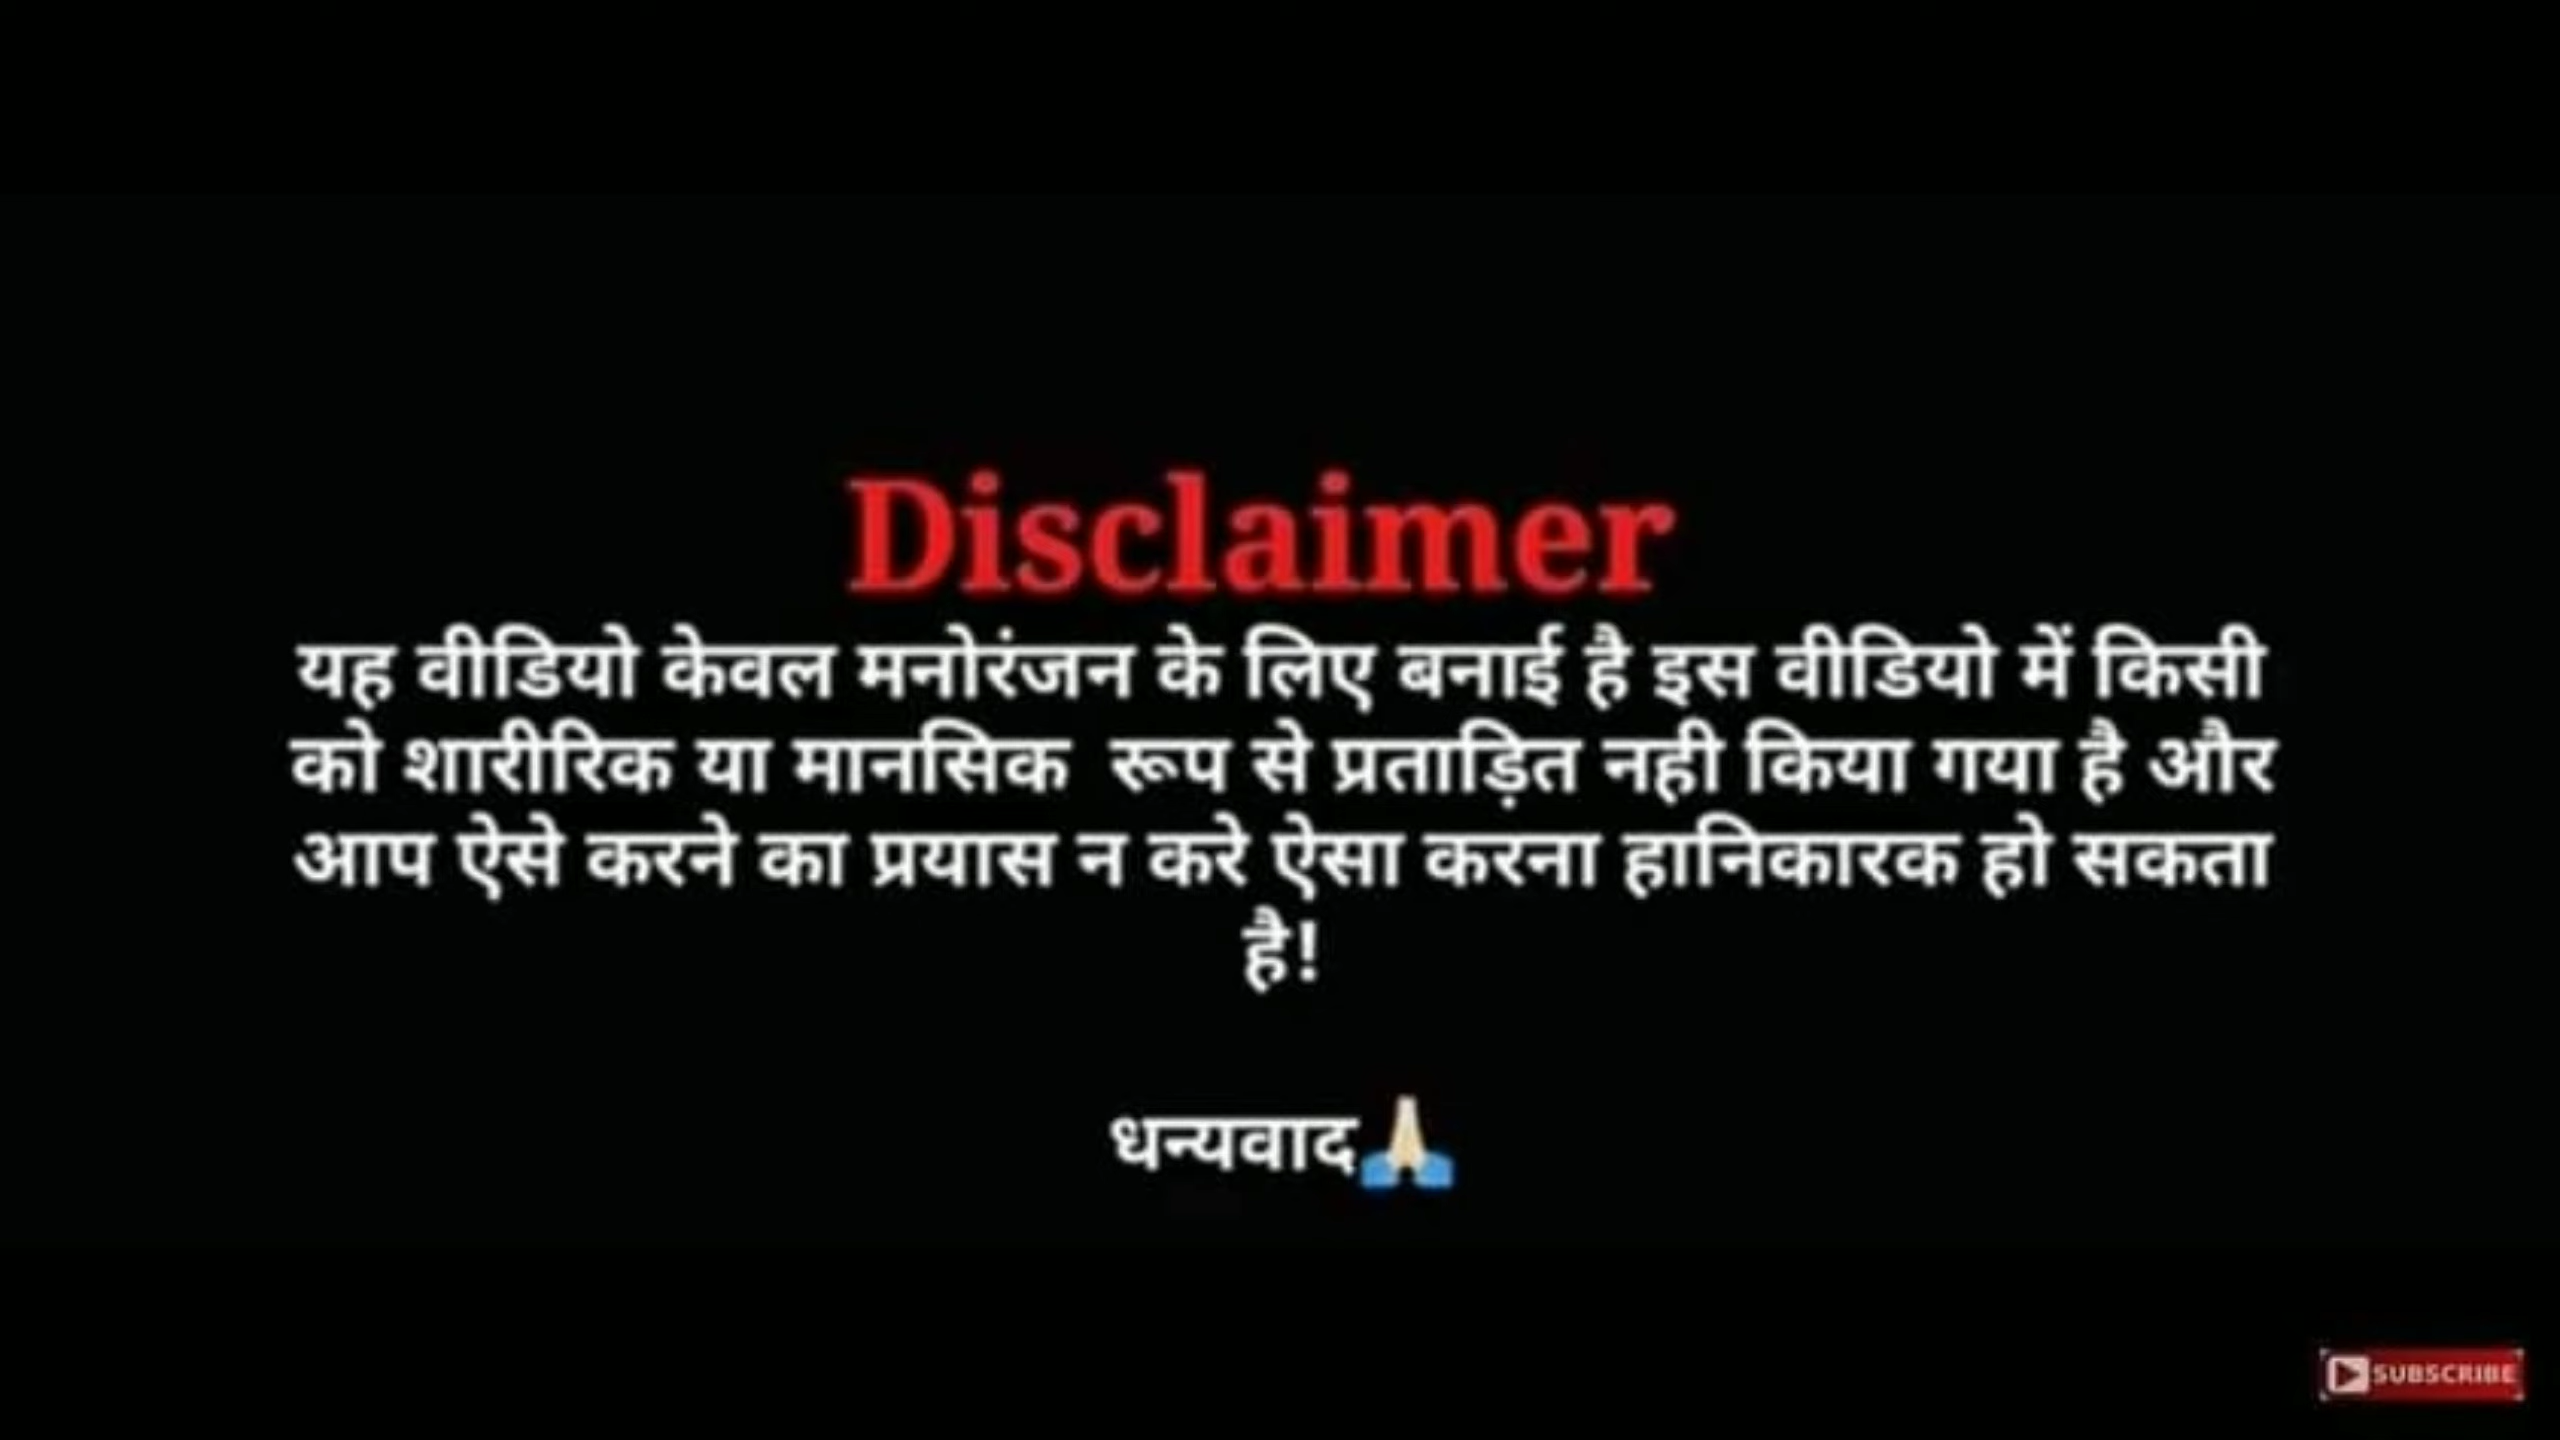 Disclaimer
यह वीडियो केवल मनोरंजन के लिए बनाई है इस वीडियो में किसी
को शारीरिक या मानसिक रूप से प्रताड़ित नही किया गया है और
आप ऐसे करने का प्रयास न करे ऐसा करना हानिकारक हो सकता
है!
धन्यवाद🙏🏻
SUBSCRIBE